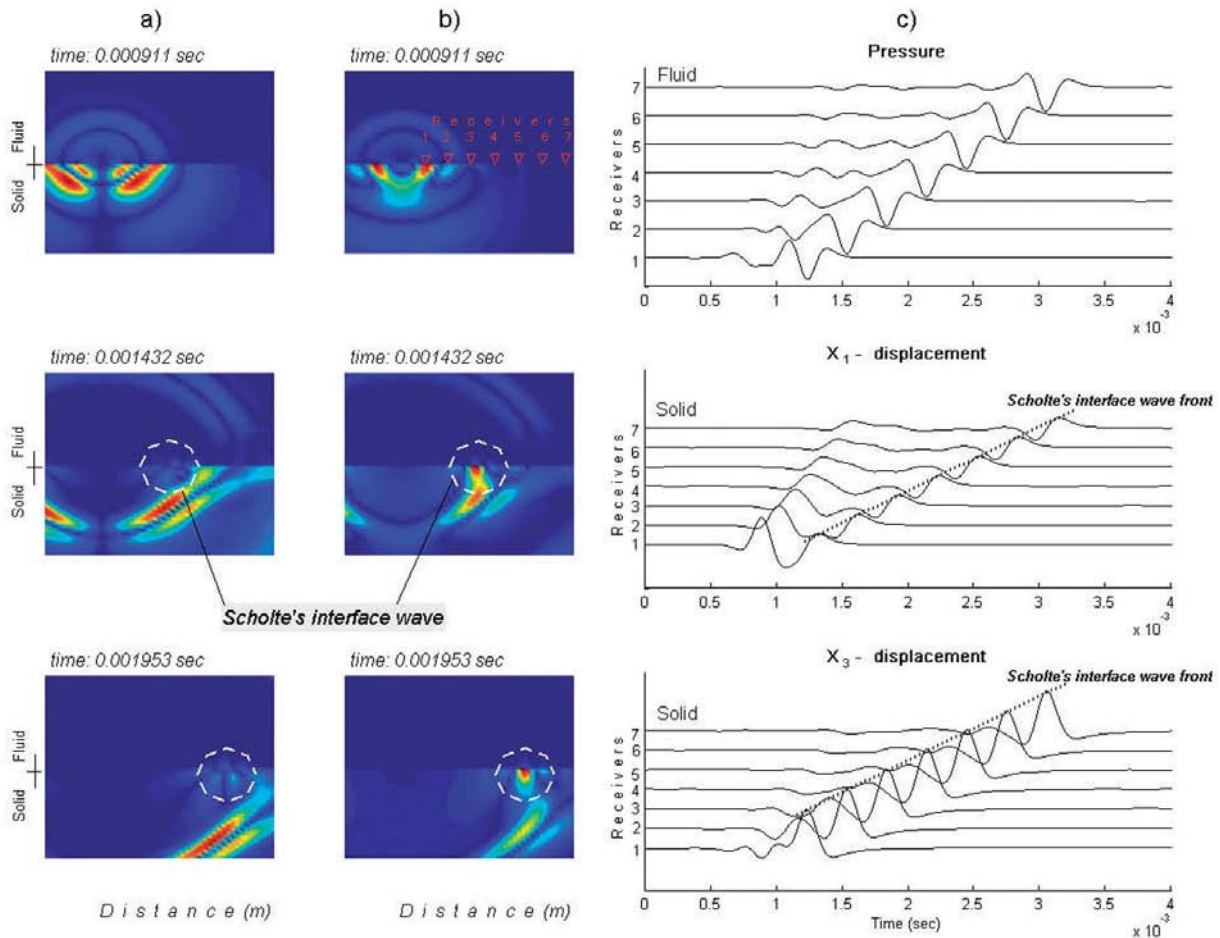 a)
b)
c)
time: 0.000911 sec
time: 0.000911 sec
Fluid
Solid
Receivers
1 2 3 4 5 6 7
Pressure
Fluid
Receivers
7
6
5
4
3
2
1
0 0.5 1 1.5 2 2.5 3 3.5 4
x 10⁻³
time: 0.001432 sec
time: 0.001432 sec
Fluid
Solid
Scholte's interface wave
X₁ - displacement
Scholte's interface wave front
Solid
Receivers
7
6
5
4
3
2
1
0 0.5 1 1.5 2 2.5 3 3.5 4
x 10⁻³
time: 0.001953 sec
time: 0.001953 sec
Fluid
Solid
Distance (m)
Distance (m)
X₃ - displacement
Scholte's interface wave front
Solid
Receivers
7
6
5
4
3
2
1
0 0.5 1 1.5 2 2.5 3 3.5 4
Time (sec)
x 10⁻³